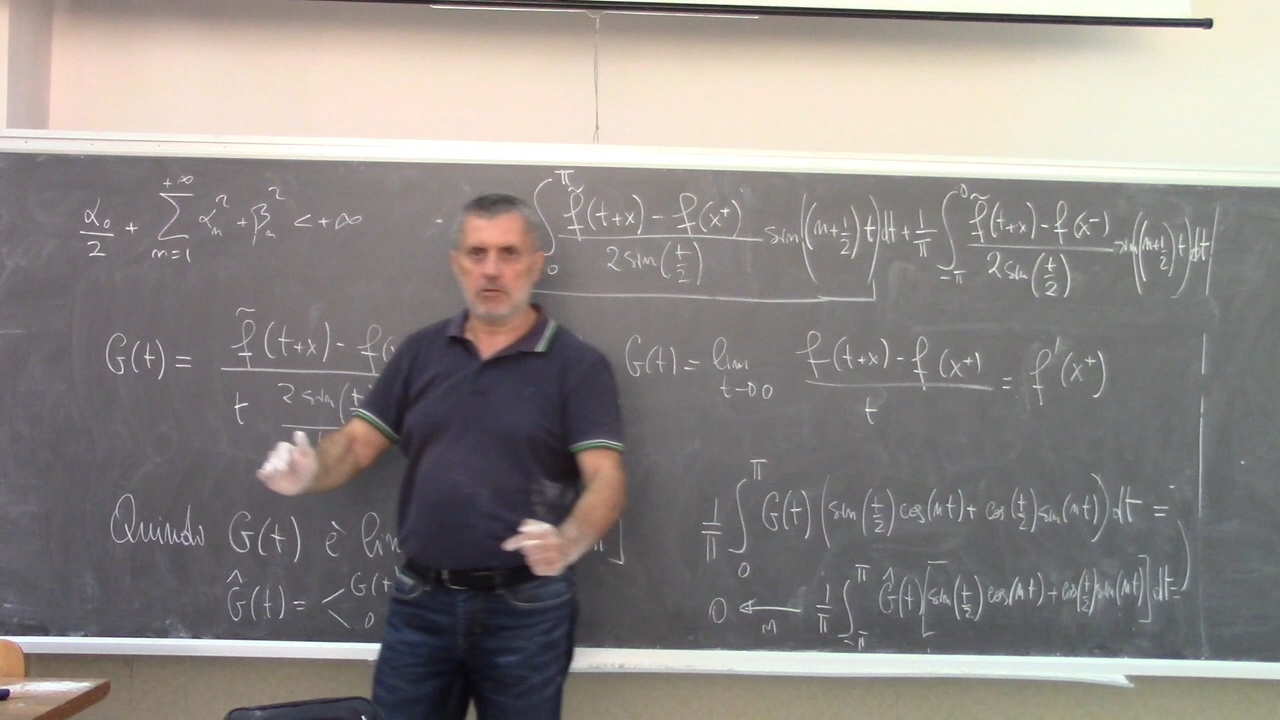 α₀/2 + ∑_{n=1}^{+∞} α_n² + β_n² < +∞
∫_0^π (f̃(t+x) - f(x⁺))/(2 sin(t/2)) sin((n+1/2)t)dt + 1/π ∫_{-π}^0 (f̃(t+x) - f(x⁻))/(2 sin(t/2)) sin((n+1/2)t)dt
G(t) = (f̃(t+x) - f(x)/(t 2 sin(t
G(t) = lim_{t→0} (f(t+x) - f(x⁺))/t = f'(x⁺)
1/π ∫_0^π G(t) (sin(t/2) cos(nt) + cos(t/2) sin(nt)) dt =
Quindi G(t) è lim ]
Ĝ(t) = < G(t
0
0 ←_n 1/π ∫_{-π}^π Ĝ(t) [sin(t/2) cos(nt) + cos(t/2) sin(nt)] dt =